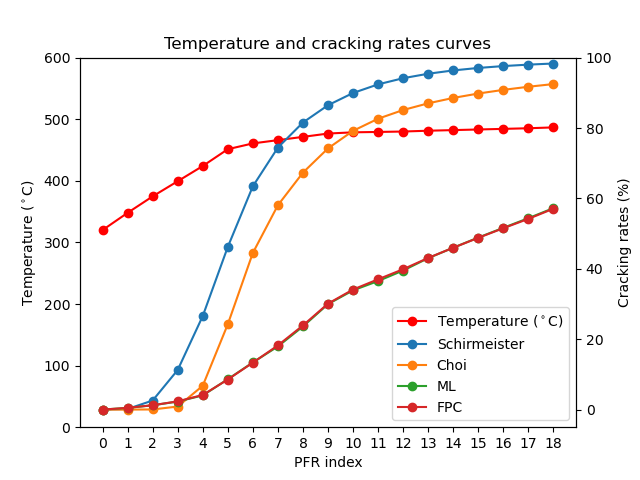 Temperature and cracking rates curves
600
500
400
300
200
100
0
Temperature (°C)
100
80
60
40
20
0
Cracking rates (%)
Temperature (°C)
Schirmeister
Choi
ML
FPC
0 1 2 3 4 5 6 7 8 9 10 11 12 13 14 15 16 17 18
PFR index